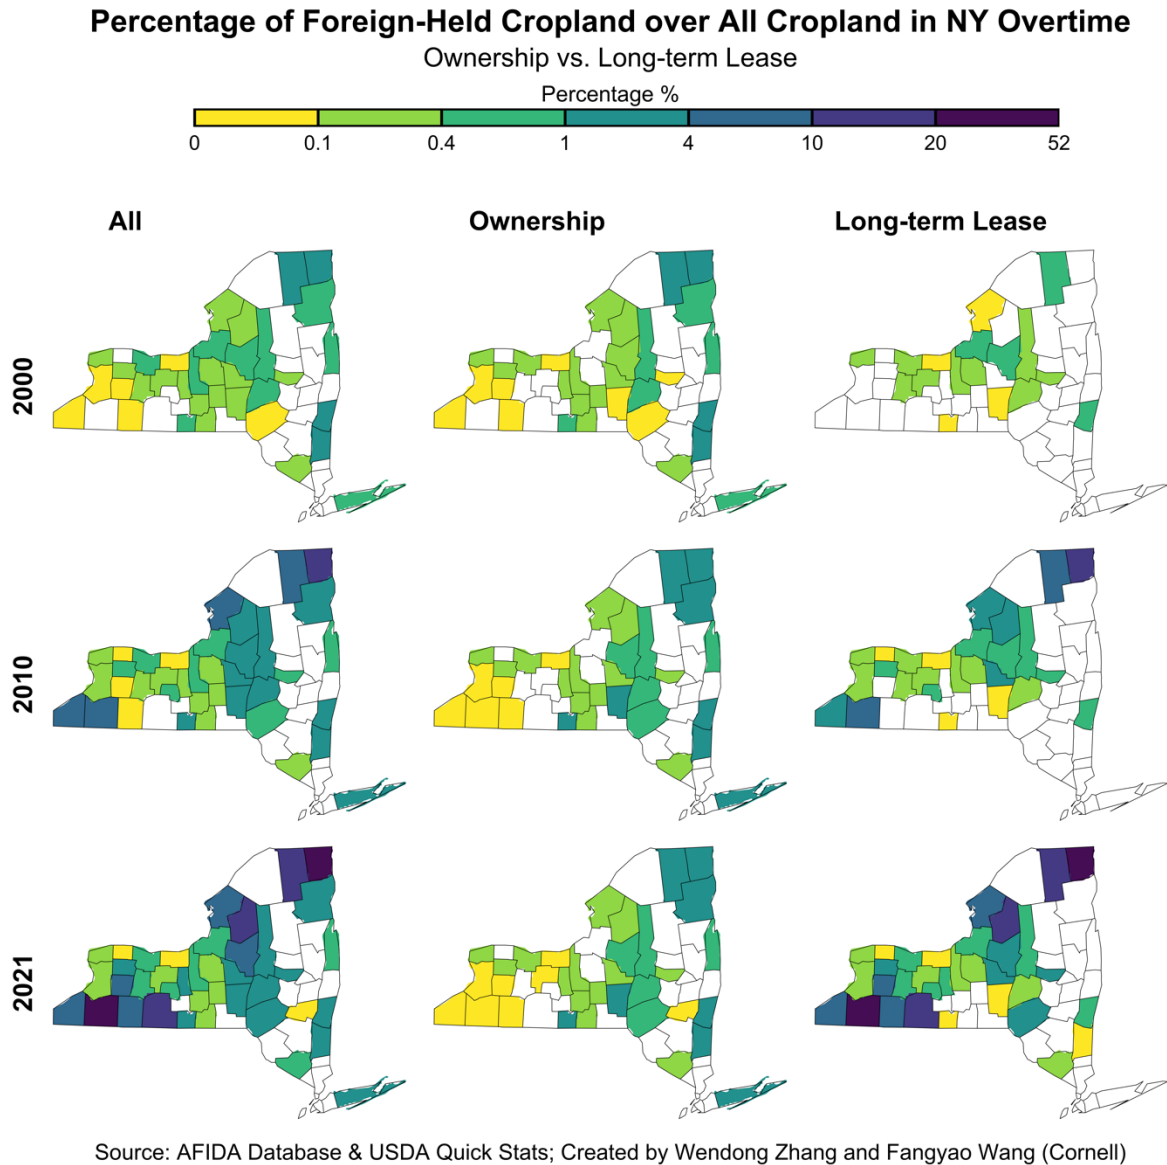 Percentage of Foreign-Held Cropland over All Cropland in NY Overtime
Ownership vs. Long-term Lease
Percentage %
0 0.1 0.4 1 4 10 20 52
All Ownership Long-term Lease
2000
2010
2021
Source: AFIDA Database & USDA Quick Stats; Created by Wendong Zhang and Fangyao Wang (Cornell)